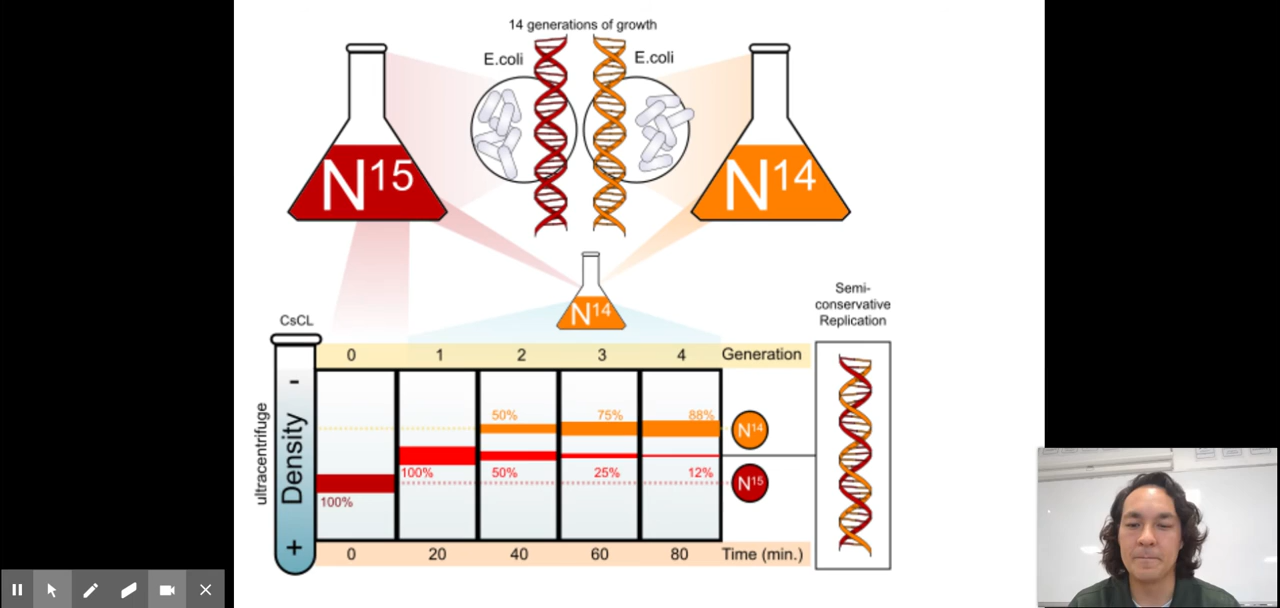 14 generations of growth
E.coli
E.coli
N15
N14
N14
Semi-
conservative
Replication
CsCL
0 1 2 3 4 Generation
ultracentrifuge
- Density +
50% 75% 88%
N14
100% 50% 25% 12%
N15
100%
0 20 40 60 80 Time (min.)